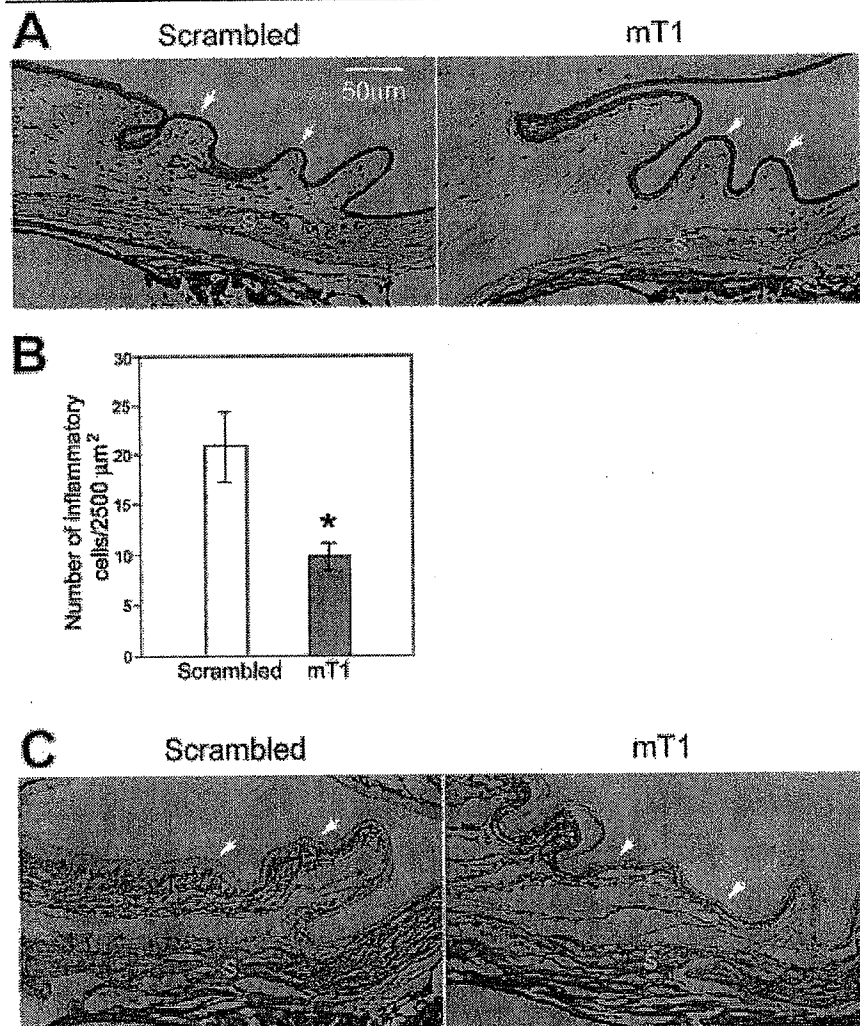 A
Scrambled
mT1
50μm
S
S
B
Number of inflammatory
cells/2500 μm²
30
25
20
15
10
5
0
*
Scrambled
mT1
C
Scrambled
mT1
S
S